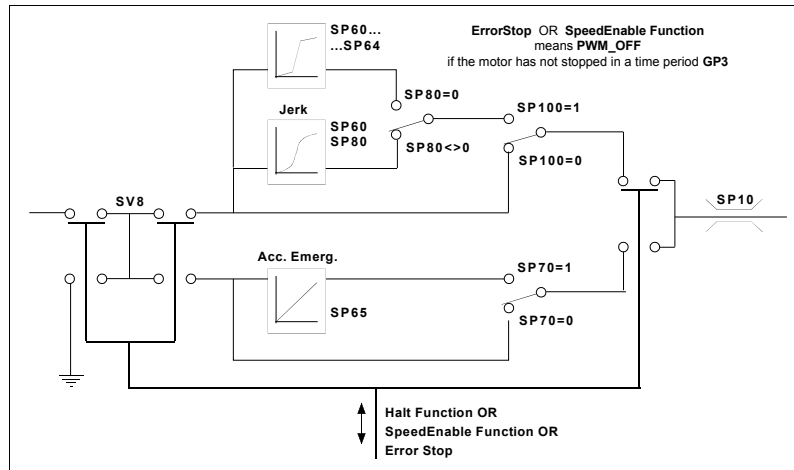 SP60...
...SP64
ErrorStop OR SpeedEnable Function
means PWM_OFF
if the motor has not stopped in a time period GP3
SP80=0
SP100=1
Jerk
SP60
SP80
SP80<>0
SP100=0
SV8
SP10
Acc. Emerg.
SP70=1
SP65
SP70=0
Halt Function OR
SpeedEnable Function OR
Error Stop